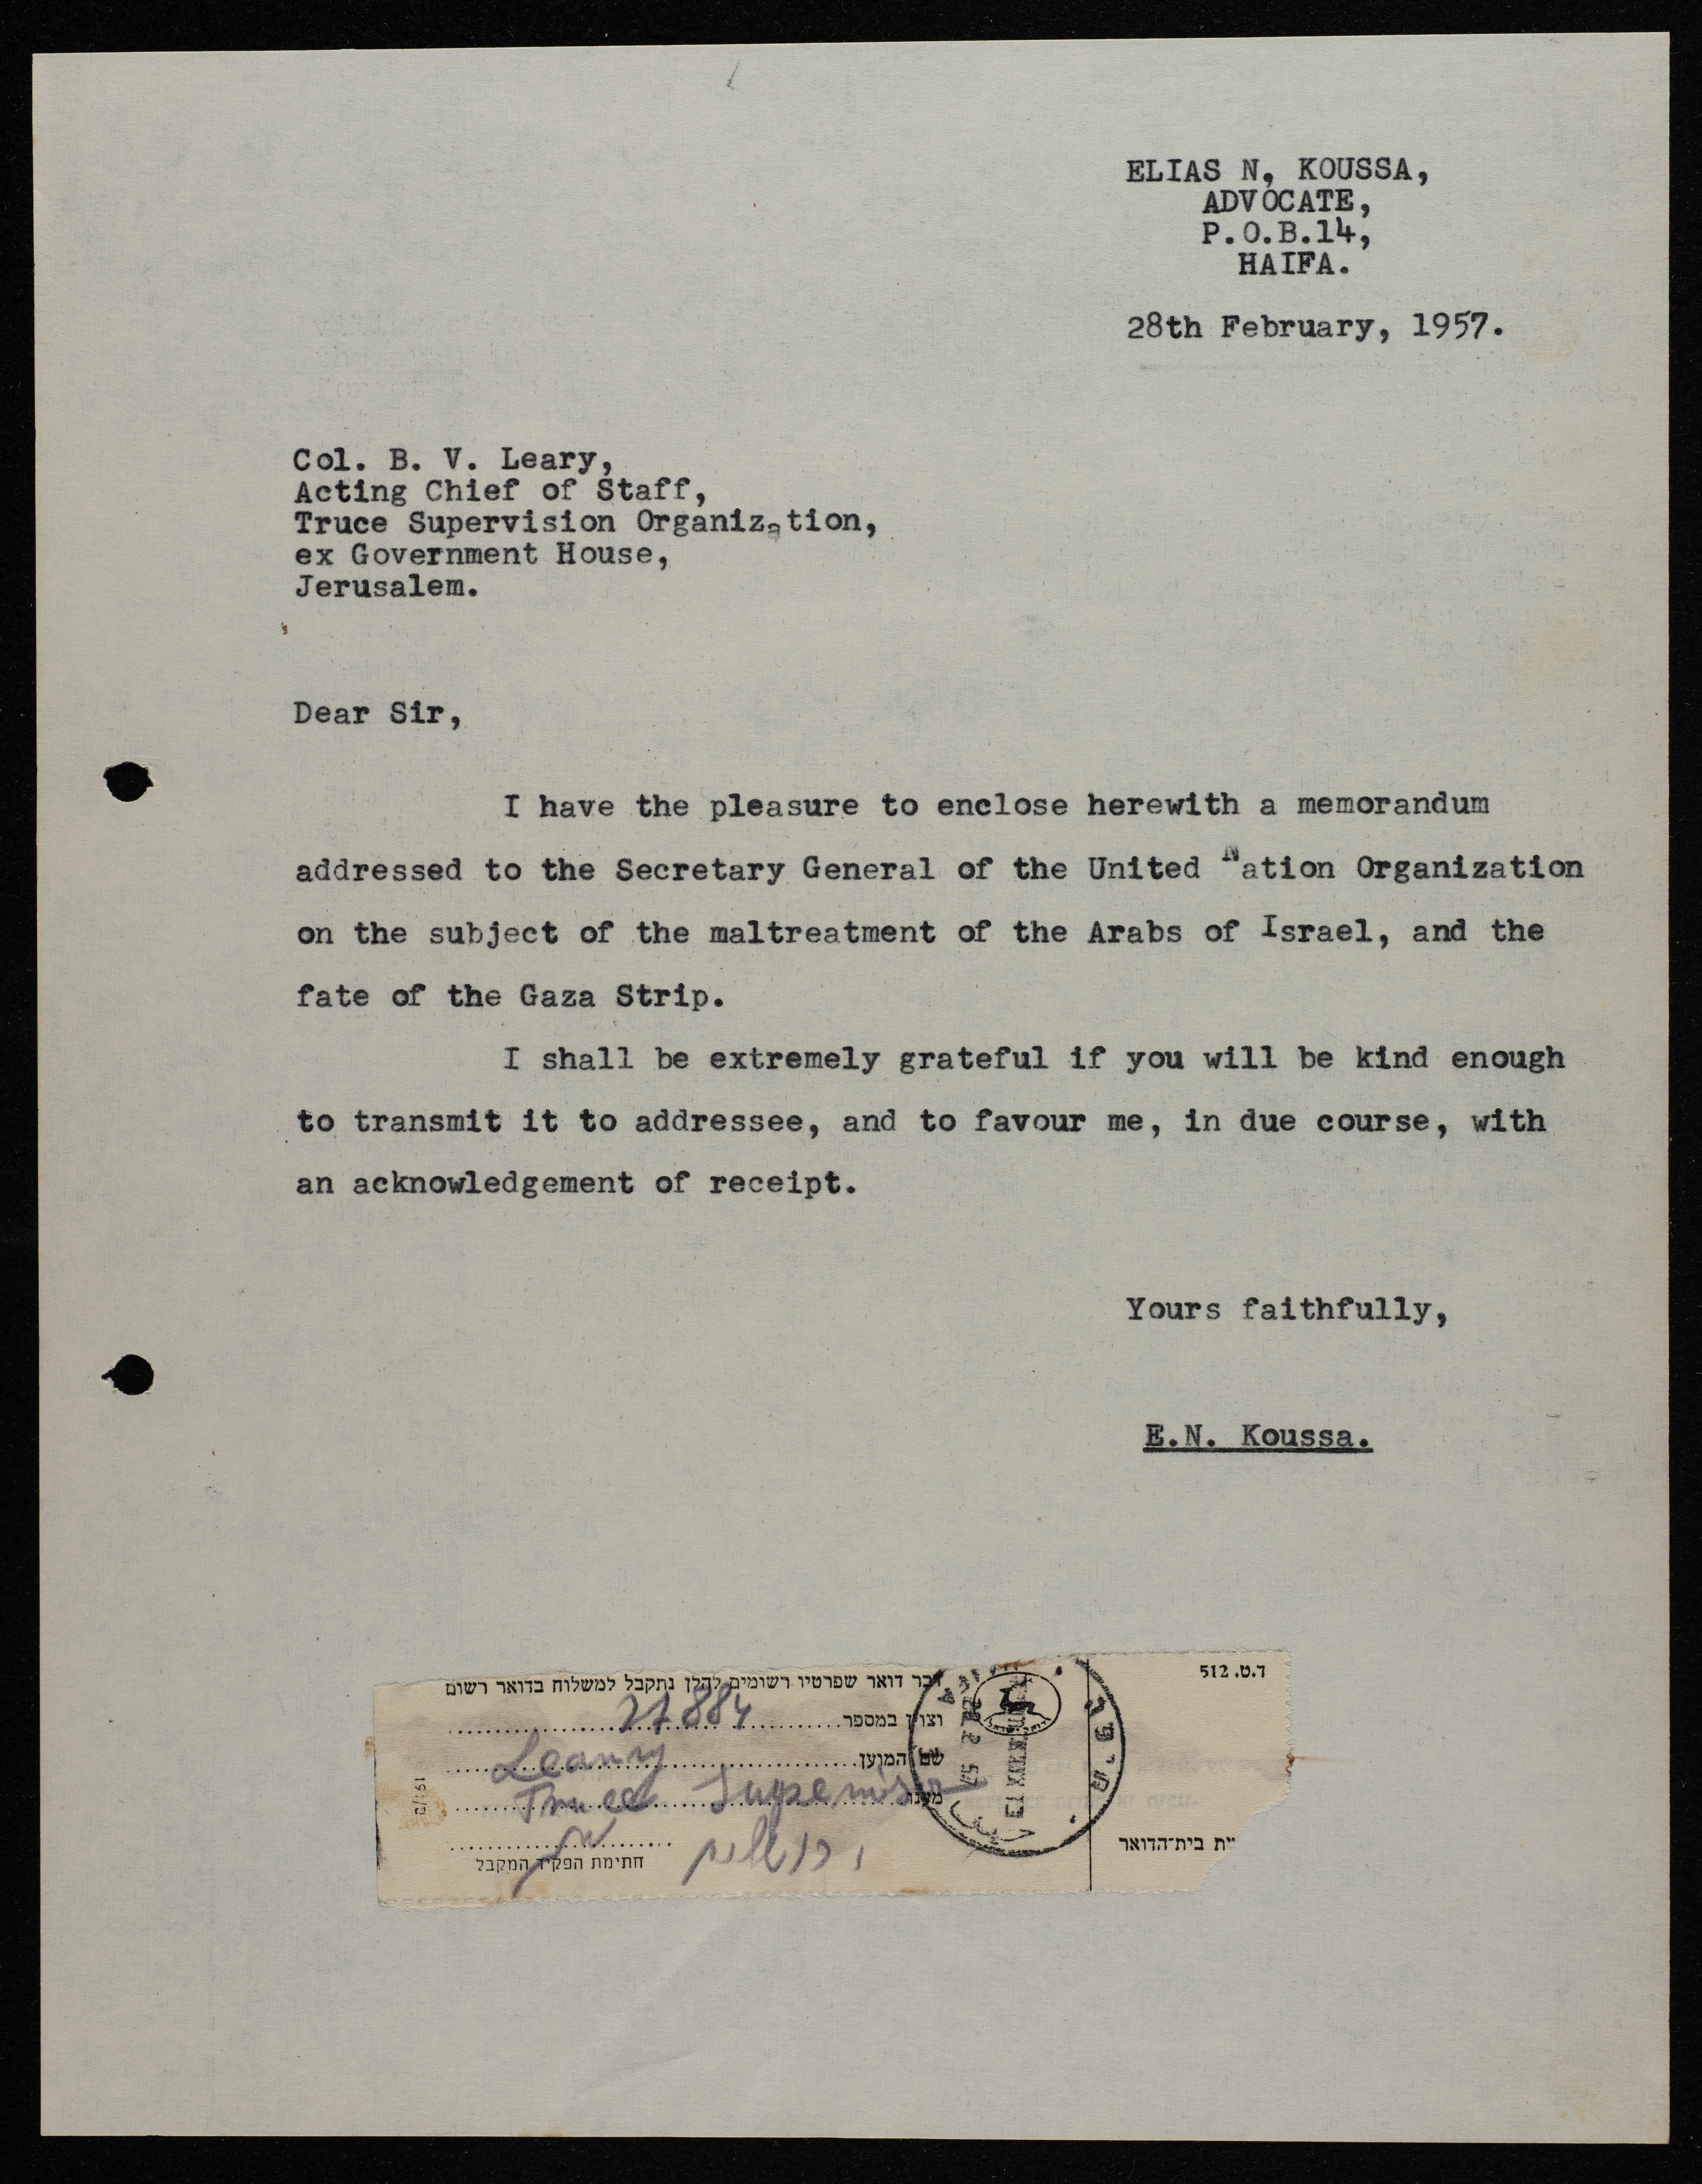 ELIAS N, KOUSSA,
ADVOCATE,
P.O.B.14,
HAIFA.
28th February, 1957.
Col. B. V. Leary,
Acting Chief of Staff,
Truce Supervision Organization,
ex Government House,
Jerusalem.
Dear Sir,
I have the pleasure to enclose herewith a memorandum
addressed to the Secretary General of the United Nation Organization
on the subject of the maltreatment of the Arabs of Israel, and the
fate of the Gaza Strip.
I shall be extremely grateful if you will be kind enough
to transmit it to addressee, and to favour me, in due course, with
an acknowledgement of receipt.
Yours faithfully,
E.N. Koussa.
ד.ט. 512
דבר דואר שפרטיו רשומים להלן נתקבל למשלוח בדואר רשום
וצוין במספר 27884
שם המוען Leary
מענו Truce Supervis
ירושלים
חתימת הפקיד המקבל
ית בית־הדואר